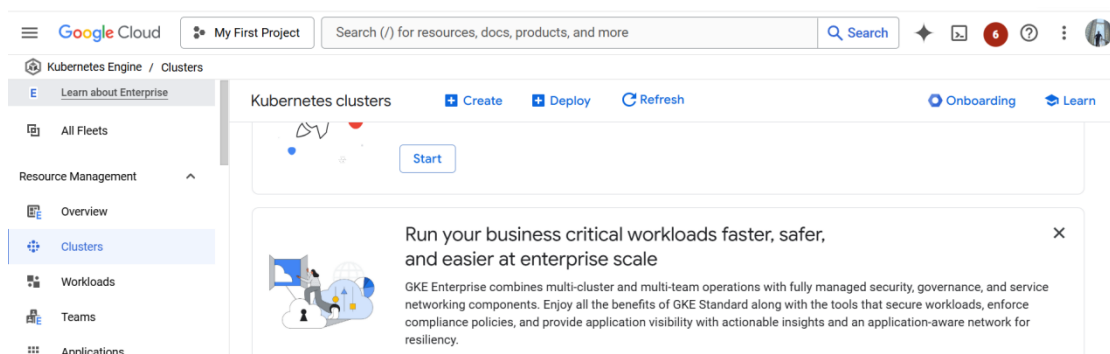 Google Cloud
My First Project
Search (/) for resources, docs, products, and more
Search
6
Kubernetes Engine / Clusters
E Learn about Enterprise
All Fleets
Resource Management
Overview
Clusters
Workloads
Teams
Applications
Kubernetes clusters
Create
Deploy
Refresh
Onboarding
Learn
Start
Run your business critical workloads faster, safer,
and easier at enterprise scale
GKE Enterprise combines multi-cluster and multi-team operations with fully managed security, governance, and service
networking components. Enjoy all the benefits of GKE Standard along with the tools that secure workloads, enforce
compliance policies, and provide application visibility with actionable insights and an application-aware network for
resiliency.